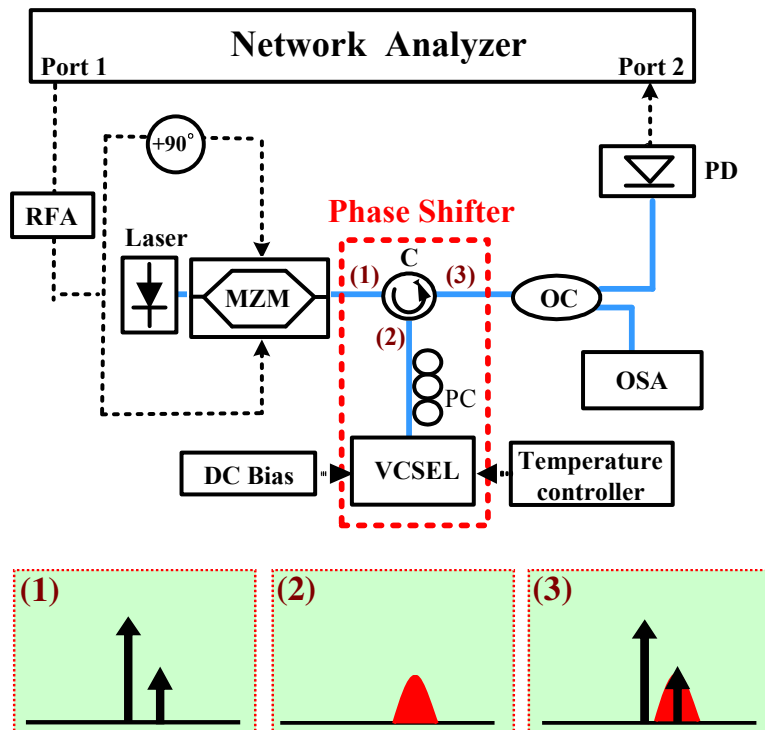 Network Analyzer
Port 1
Port 2
+90°
PD
RFA
Phase Shifter
Laser
C
MZM
(1)
(3)
OC
(2)
PC
OSA
DC Bias
VCSEL
Temperature
controller
(1)
(2)
(3)